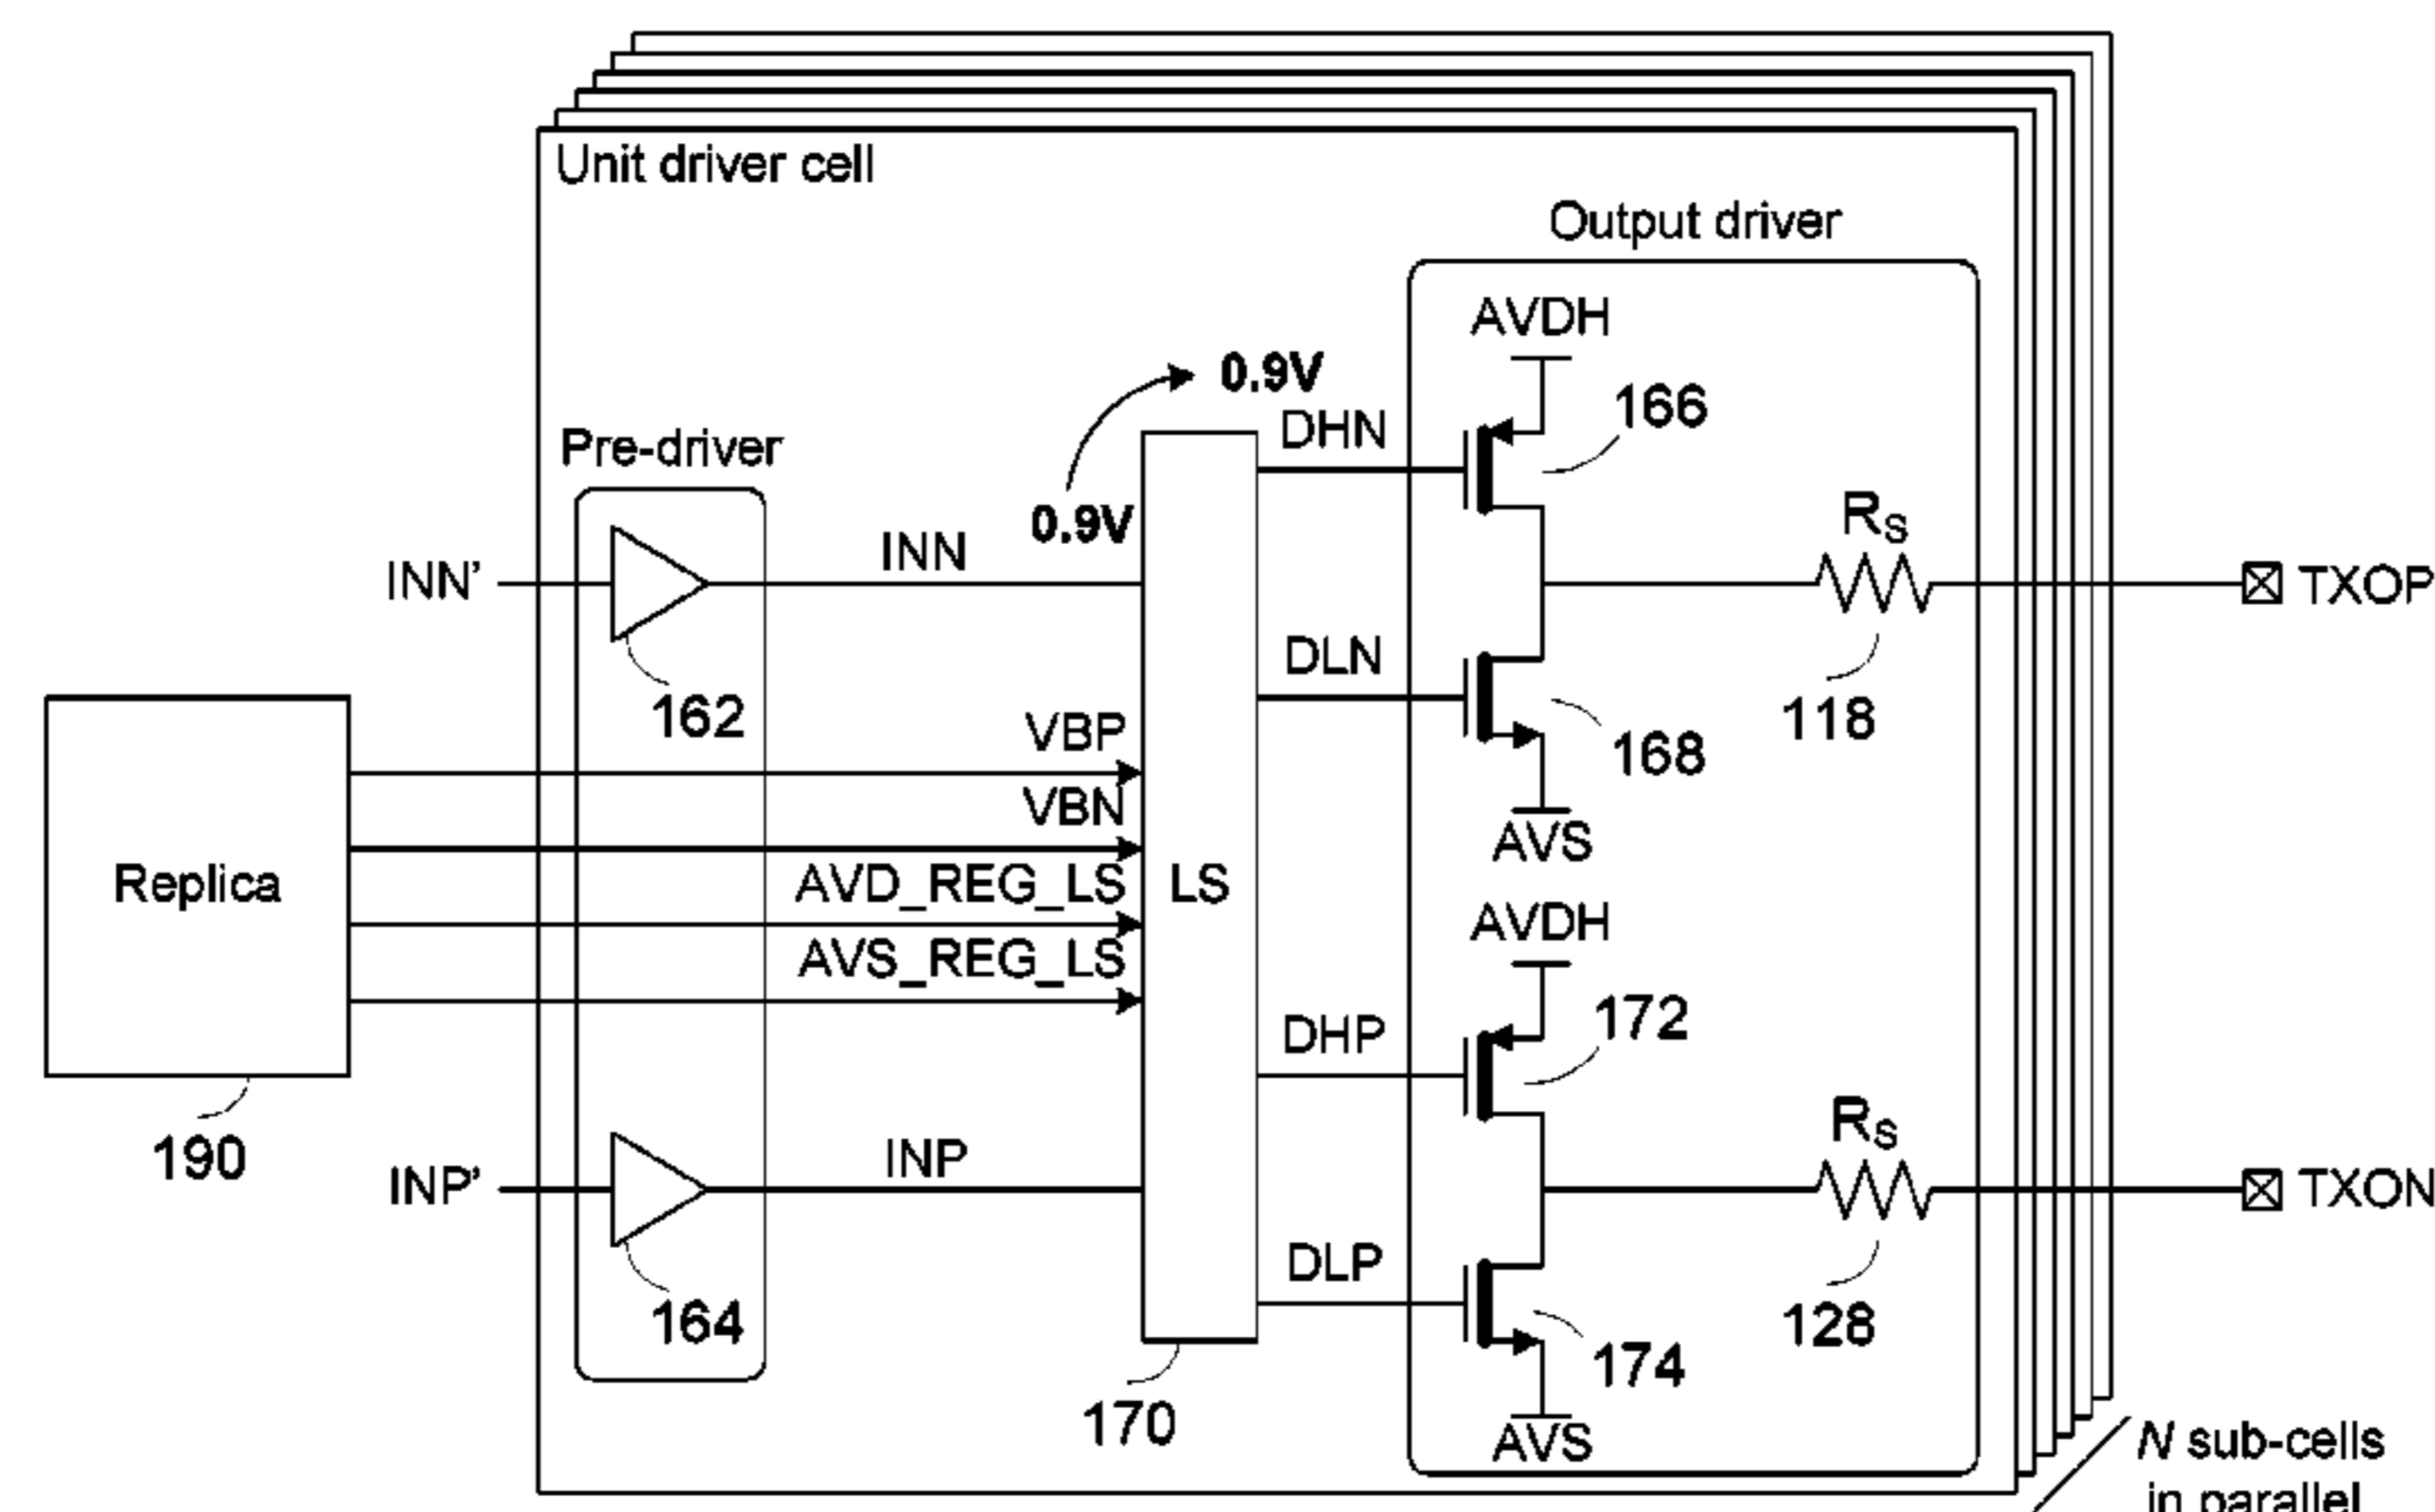 Unit driver cell
Output driver
AVDH
0.9V
166
DHN
Pre-driver
RS
0.9V
INN
INN'
TXOP
DLN
162
118
VBP
168
VBN
AVS
Replica
AVD_REG_LS
LS
AVDH
AVS_REG_LS
172
DHP
RS
190
INP
INP'
TXON
DLP
164
128
174
170
AVS
N sub-cells
in parallel